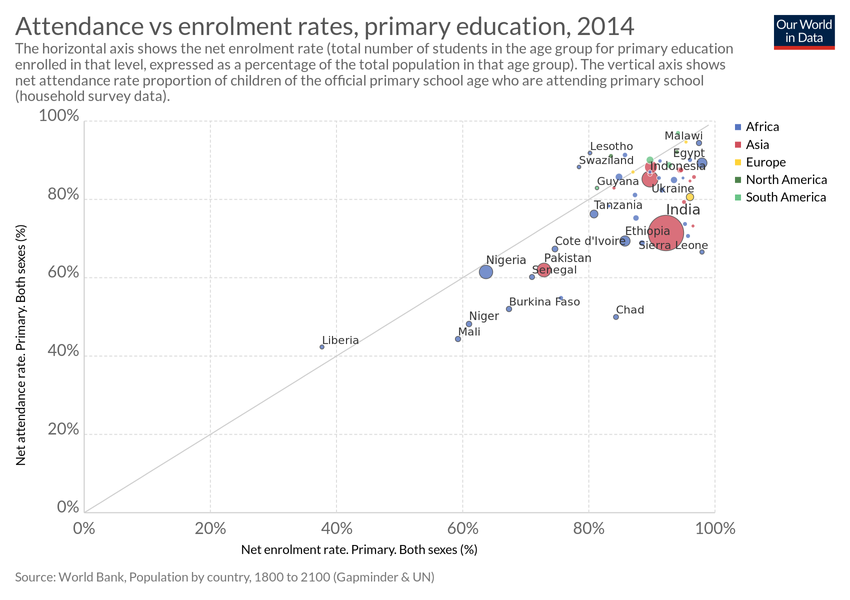 Attendance vs enrolment rates, primary education, 2014
Our World
in Data
The horizontal axis shows the net enrolment rate (total number of students in the age group for primary education
enrolled in that level, expressed as a percentage of the total population in that age group). The vertical axis shows
net attendance rate proportion of children of the official primary school age who are attending primary school
(household survey data).
100%
80%
60%
40%
20%
0%
Net attendance rate. Primary. Both sexes (%)
Malawi
Lesotho
Egypt
Swaziland
Indonesia
Guyana
Ukraine
Tanzania
India
Ethiopia
Cote d'Ivoire
Sierra Leone
Pakistan
Nigeria
Senegal
Burkina Faso
Chad
Niger
Mali
Liberia
Africa
Asia
Europe
North America
South America
0%
20%
40%
60%
80%
100%
Net enrolment rate. Primary. Both sexes (%)
Source: World Bank, Population by country, 1800 to 2100 (Gapminder & UN)